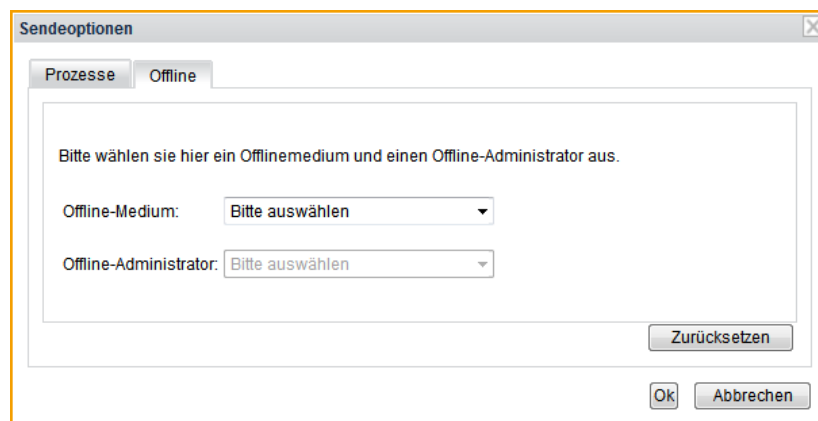 Sendeoptionen
Prozesse Offline
Bitte wählen sie hier ein Offlinemedium und einen Offline-Administrator aus.
Offline-Medium: Bitte auswählen
Offline-Administrator: Bitte auswählen
Zurücksetzen
Ok Abbrechen